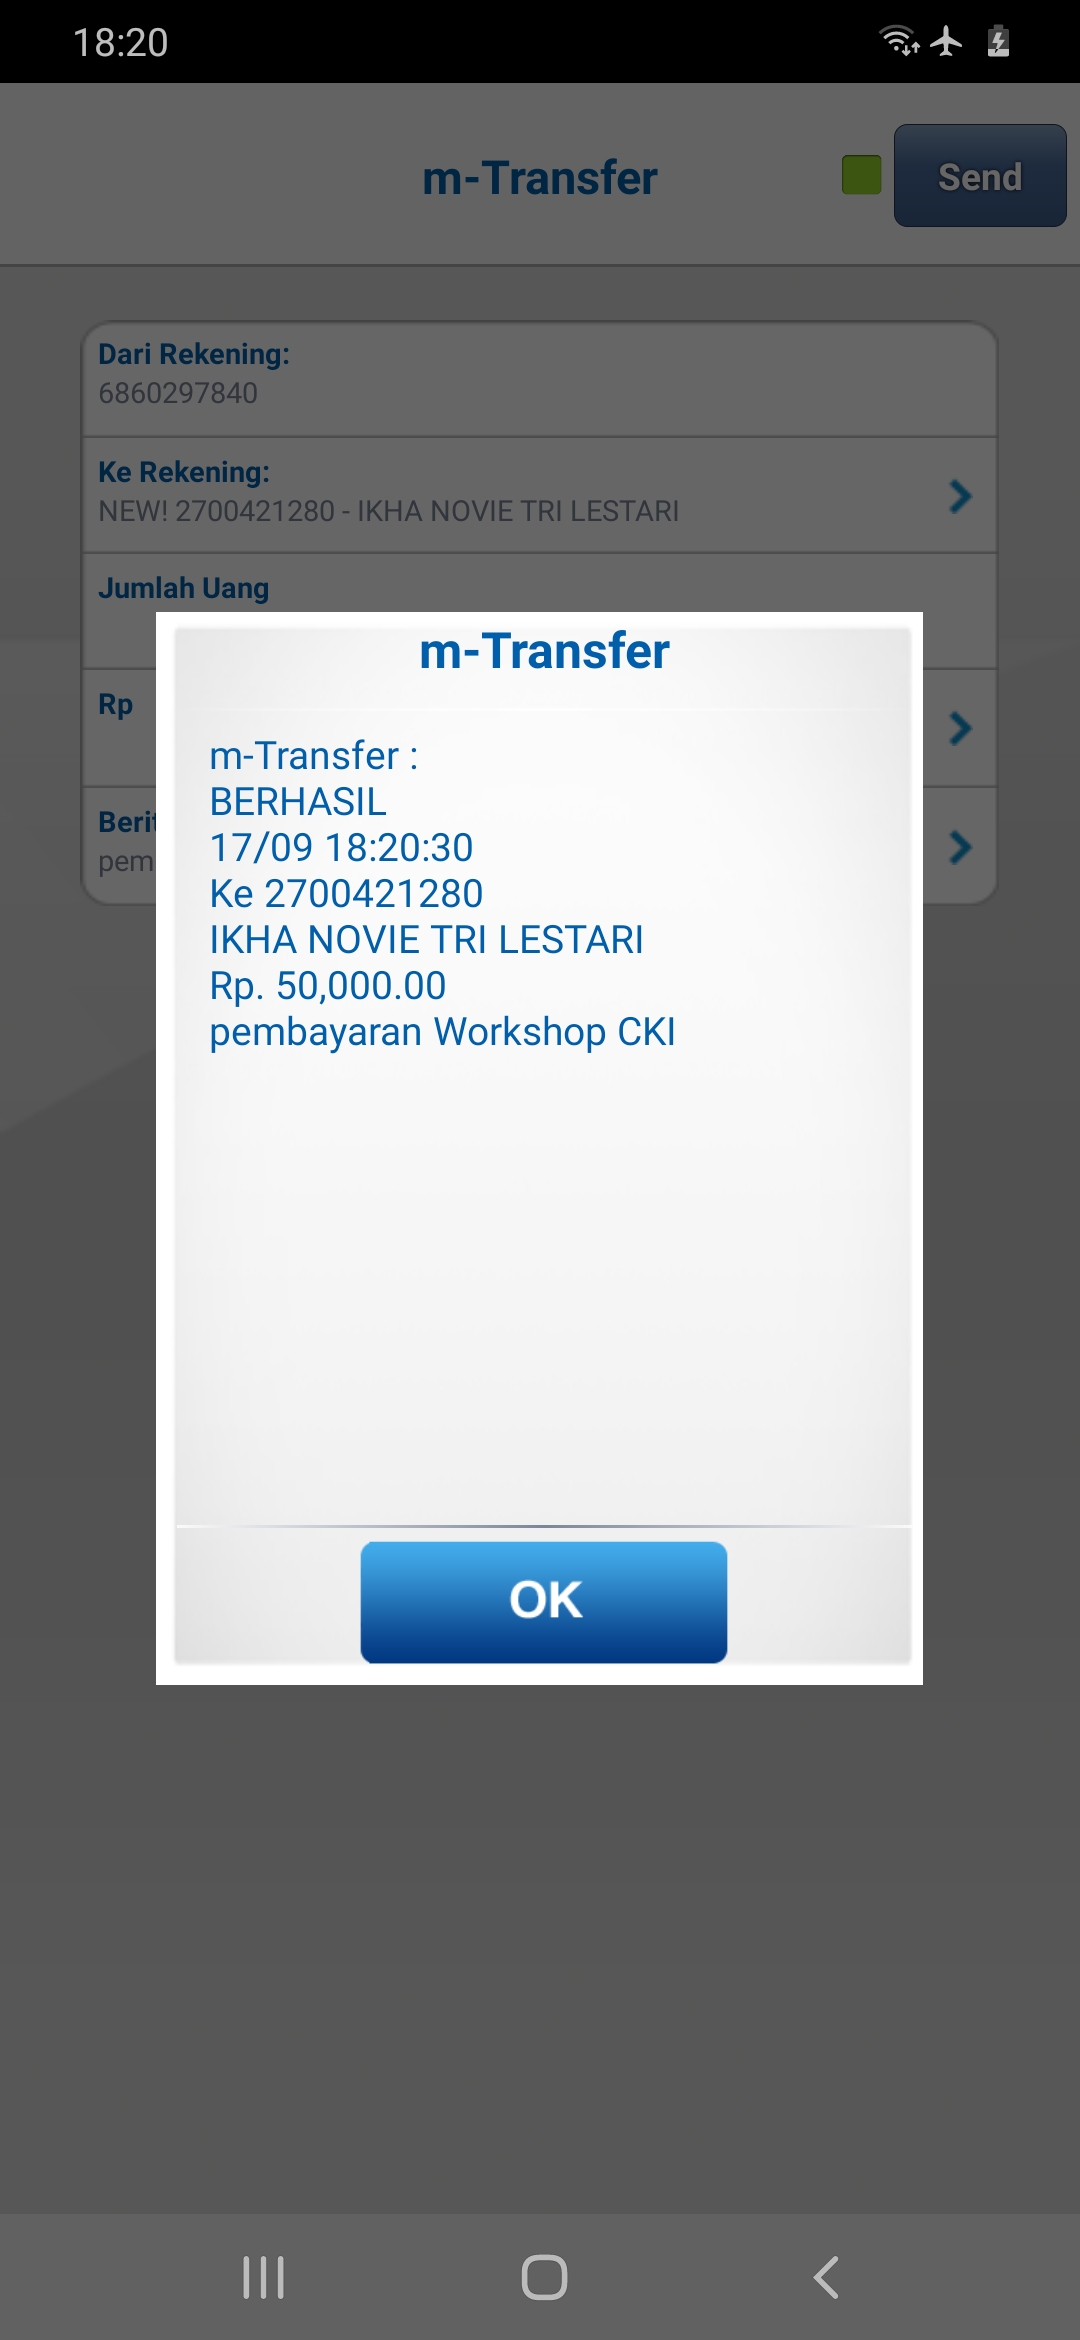 18:20
m-Transfer
Send
Dari Rekening:
6860297840
Ke Rekening:
NEW! 2700421280 - IKHA NOVIE TRI LESTARI
Jumlah Uang
Rp
Berit
pem
m-Transfer
m-Transfer :
BERHASIL
17/09 18:20:30
Ke 2700421280
IKHA NOVIE TRI LESTARI
Rp. 50,000.00
pembayaran Workshop CKI
OK